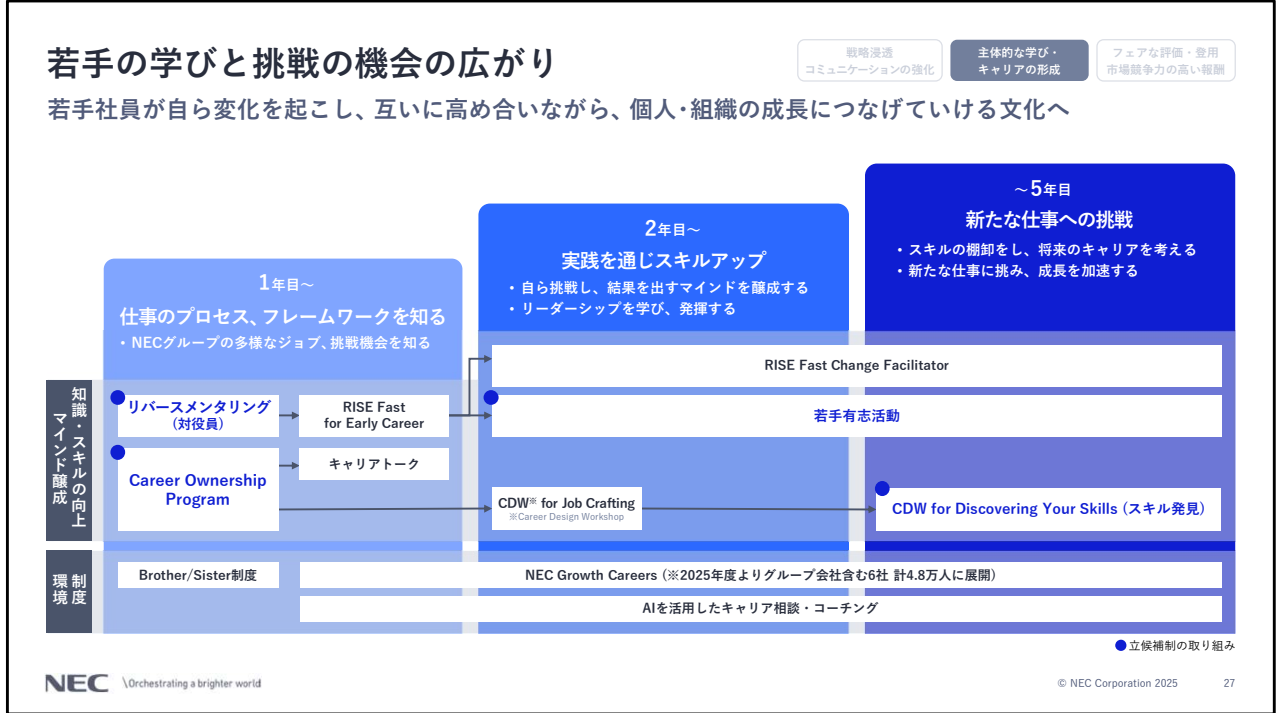 若手の学びと挑戦の機会の広がり
戦略浸透
コミュニケーションの強化
主体的な学び・
キャリアの形成
フェアな評価・登用
市場競争力の高い報酬
若手社員が自ら変化を起こし、互いに高め合いながら、個人・組織の成長につなげていける文化へ
1年目～
仕事のプロセス、フレームワークを知る
・NECグループの多様なジョブ、挑戦機会を知る
2年目～
実践を通じスキルアップ
・自ら挑戦し、結果を出すマインドを醸成する
・リーダーシップを学び、発揮する
～5年目
新たな仕事への挑戦
・スキルの棚卸をし、将来のキャリアを考える
・新たな仕事に挑み、成長を加速する
知識・スキルの向上
マインド醸成
RISE Fast Change Facilitator
リバースメンタリング
（対役員）
RISE Fast
for Early Career
若手有志活動
Career Ownership
Program
キャリアトーク
CDW※ for Job Crafting
※Career Design Workshop
CDW for Discovering Your Skills（スキル発見）
制度
環境
Brother/Sister制度
NEC Growth Careers（※2025年度よりグループ会社含む6社 計4.8万人に展開）
AIを活用したキャリア相談・コーチング
●立候補制の取り組み
NEC
\Orchestrating a brighter world
© NEC Corporation 2025
27